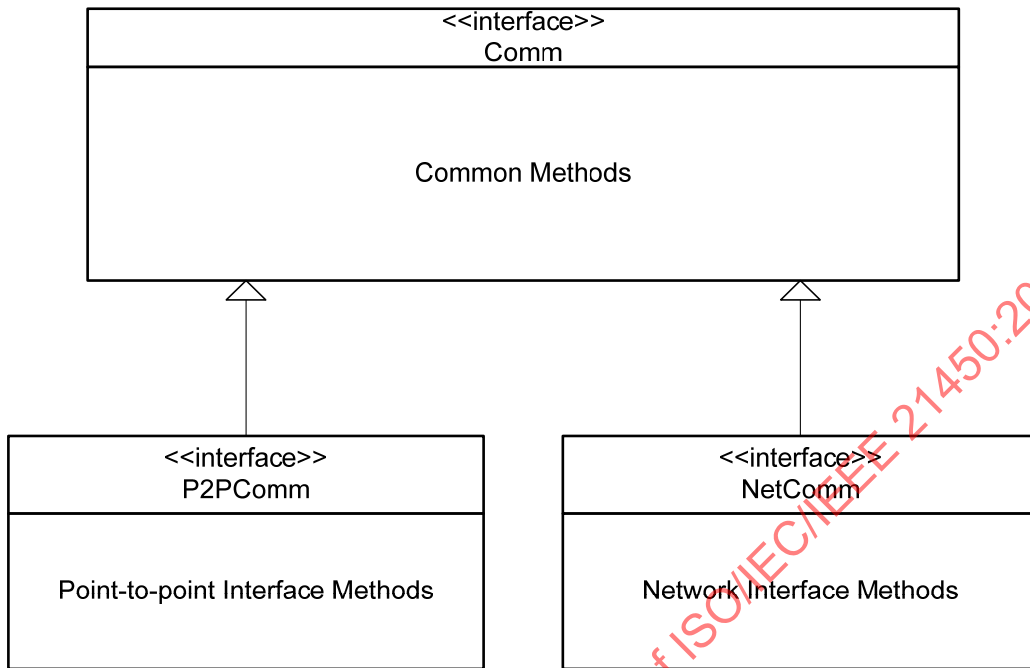 <<interface>>
Comm
Common Methods
<<interface>>
P2PComm
Point-to-point Interface Methods
<<interface>>
NetComm
Network Interface Methods
of ISO/IEC/IEEE 21450:20